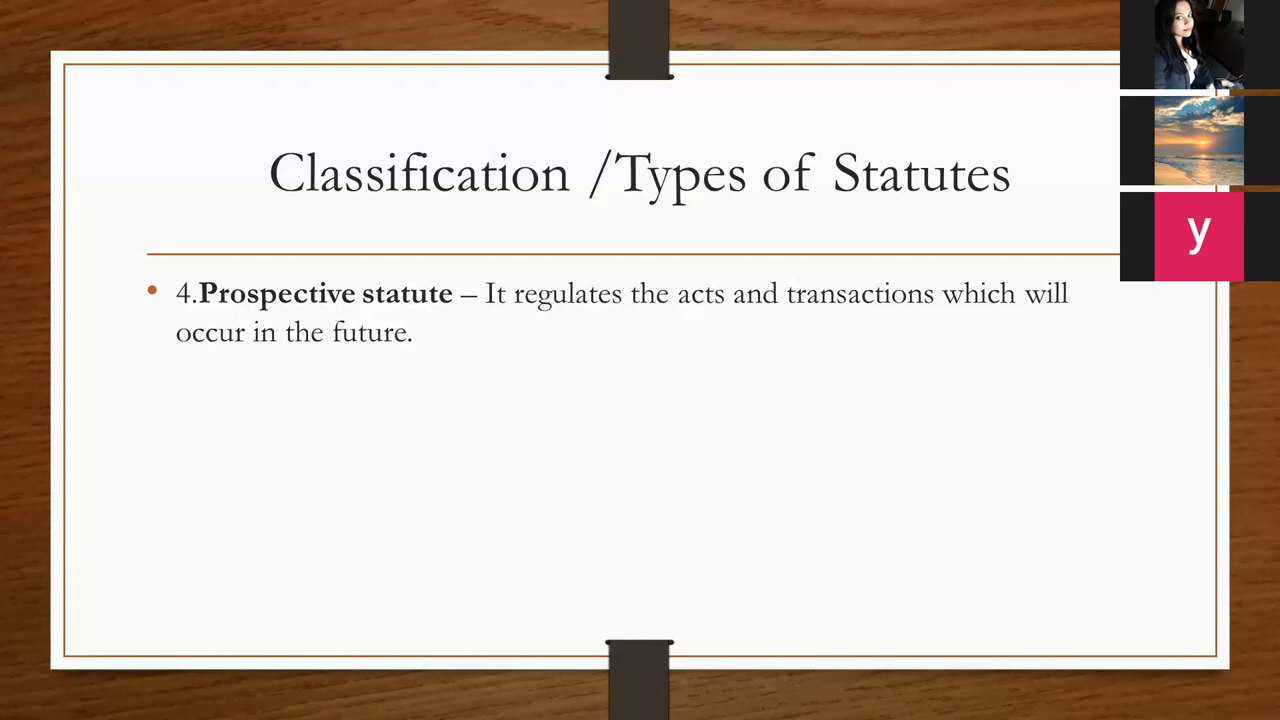 Classification /Types of Statutes
• 4.Prospective statute – It regulates the acts and transactions which will
occur in the future.
y